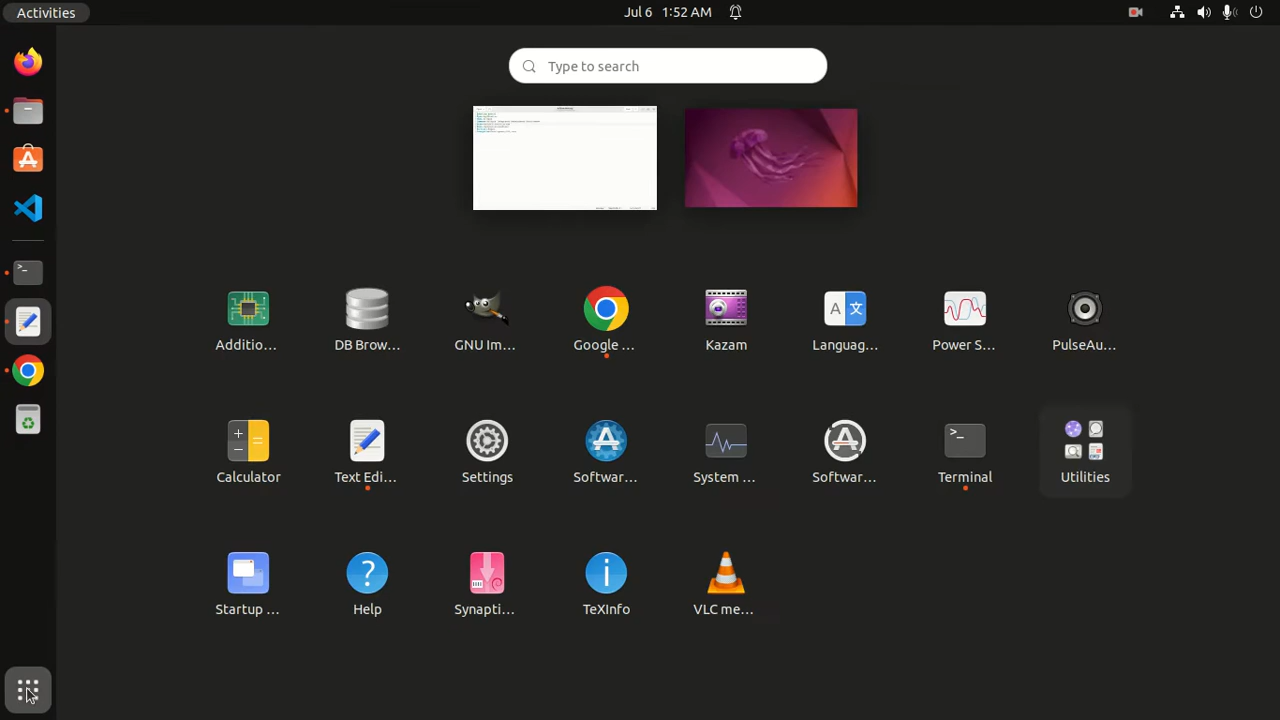 Activities
Jul 6 1:52 AM
Type to search
Additio...
DB Brow...
GNU Im...
Google ...
Kazam
Languag...
Power S...
PulseAu...
Calculator
Text Edi...
Settings
Softwar...
System ...
Softwar...
Terminal
Utilities
Startup ...
Help
Synapti...
TeXInfo
VLC me...